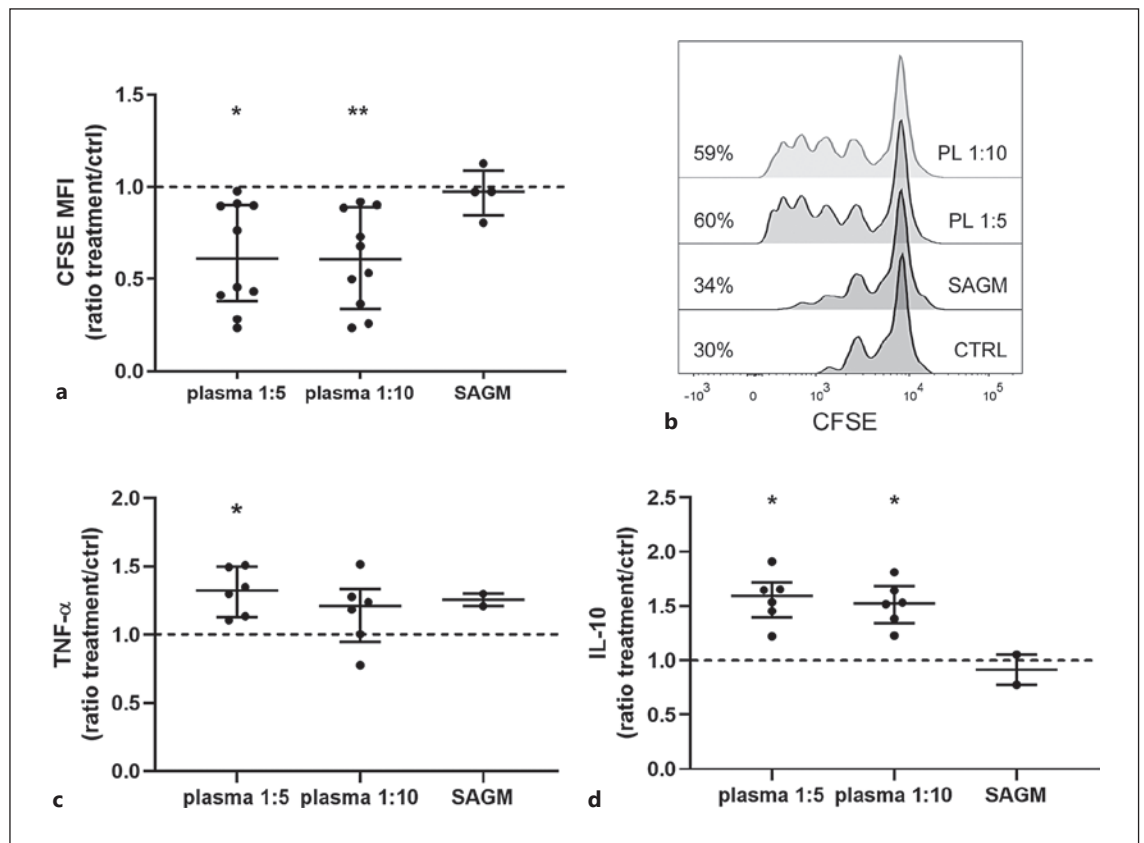 1.5
1.0
0.5
0.0
CFSE MFI
(ratio treatment/ctrl)
* **
plasma 1:5 plasma 1:10 SAGM
a
59% PL 1:10
60% PL 1:5
34% SAGM
30% CTRL
-10³ 0 10³ 10⁴ 10⁵
CFSE
b
2.0
1.5
1.0
0.5
0.0
TNF-α
(ratio treatment/ctrl)
*
plasma 1:5 plasma 1:10 SAGM
c
2.5
2.0
1.5
1.0
0.5
0.0
IL-10
(ratio treatment/ctrl)
* *
plasma 1:5 plasma 1:10 SAGM
d